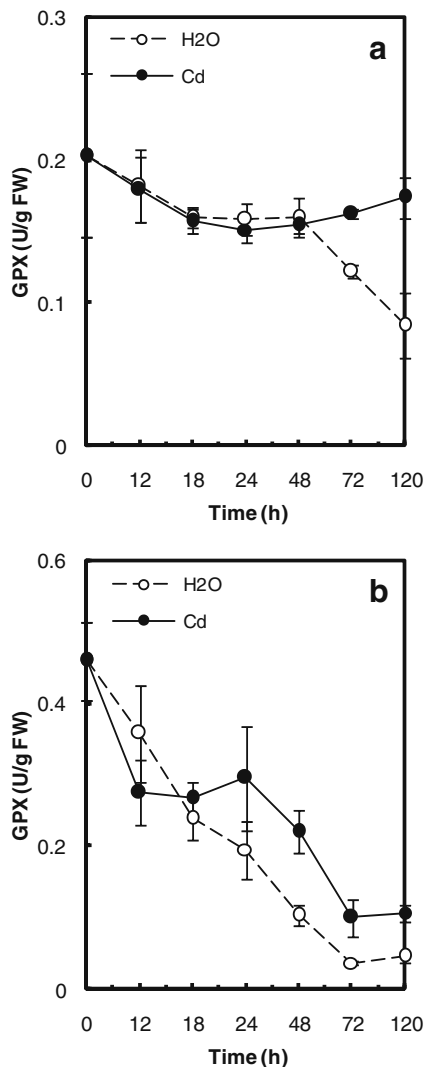 0.3
H2O
Cd
a
0.2
0.1
0
GPX (U/g FW)
0 12 18 24 48 72 120
Time (h)
0.6
H2O
Cd
b
0.4
0.2
0
GPX (U/g FW)
0 12 18 24 48 72 120
Time (h)